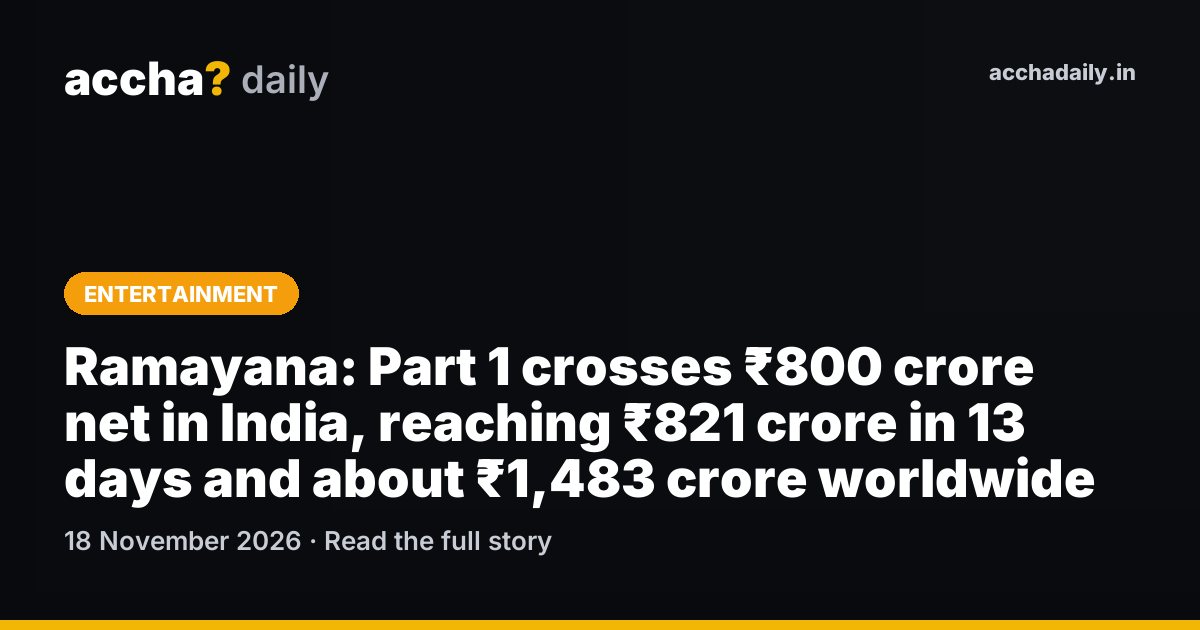 accha? daily
acchadaily.in
ENTERTAINMENT
Ramayana: Part 1 crosses ₹800 crore
net in India, reaching ₹821 crore in 13
days and about ₹1,483 crore worldwide
18 November 2026 · Read the full story